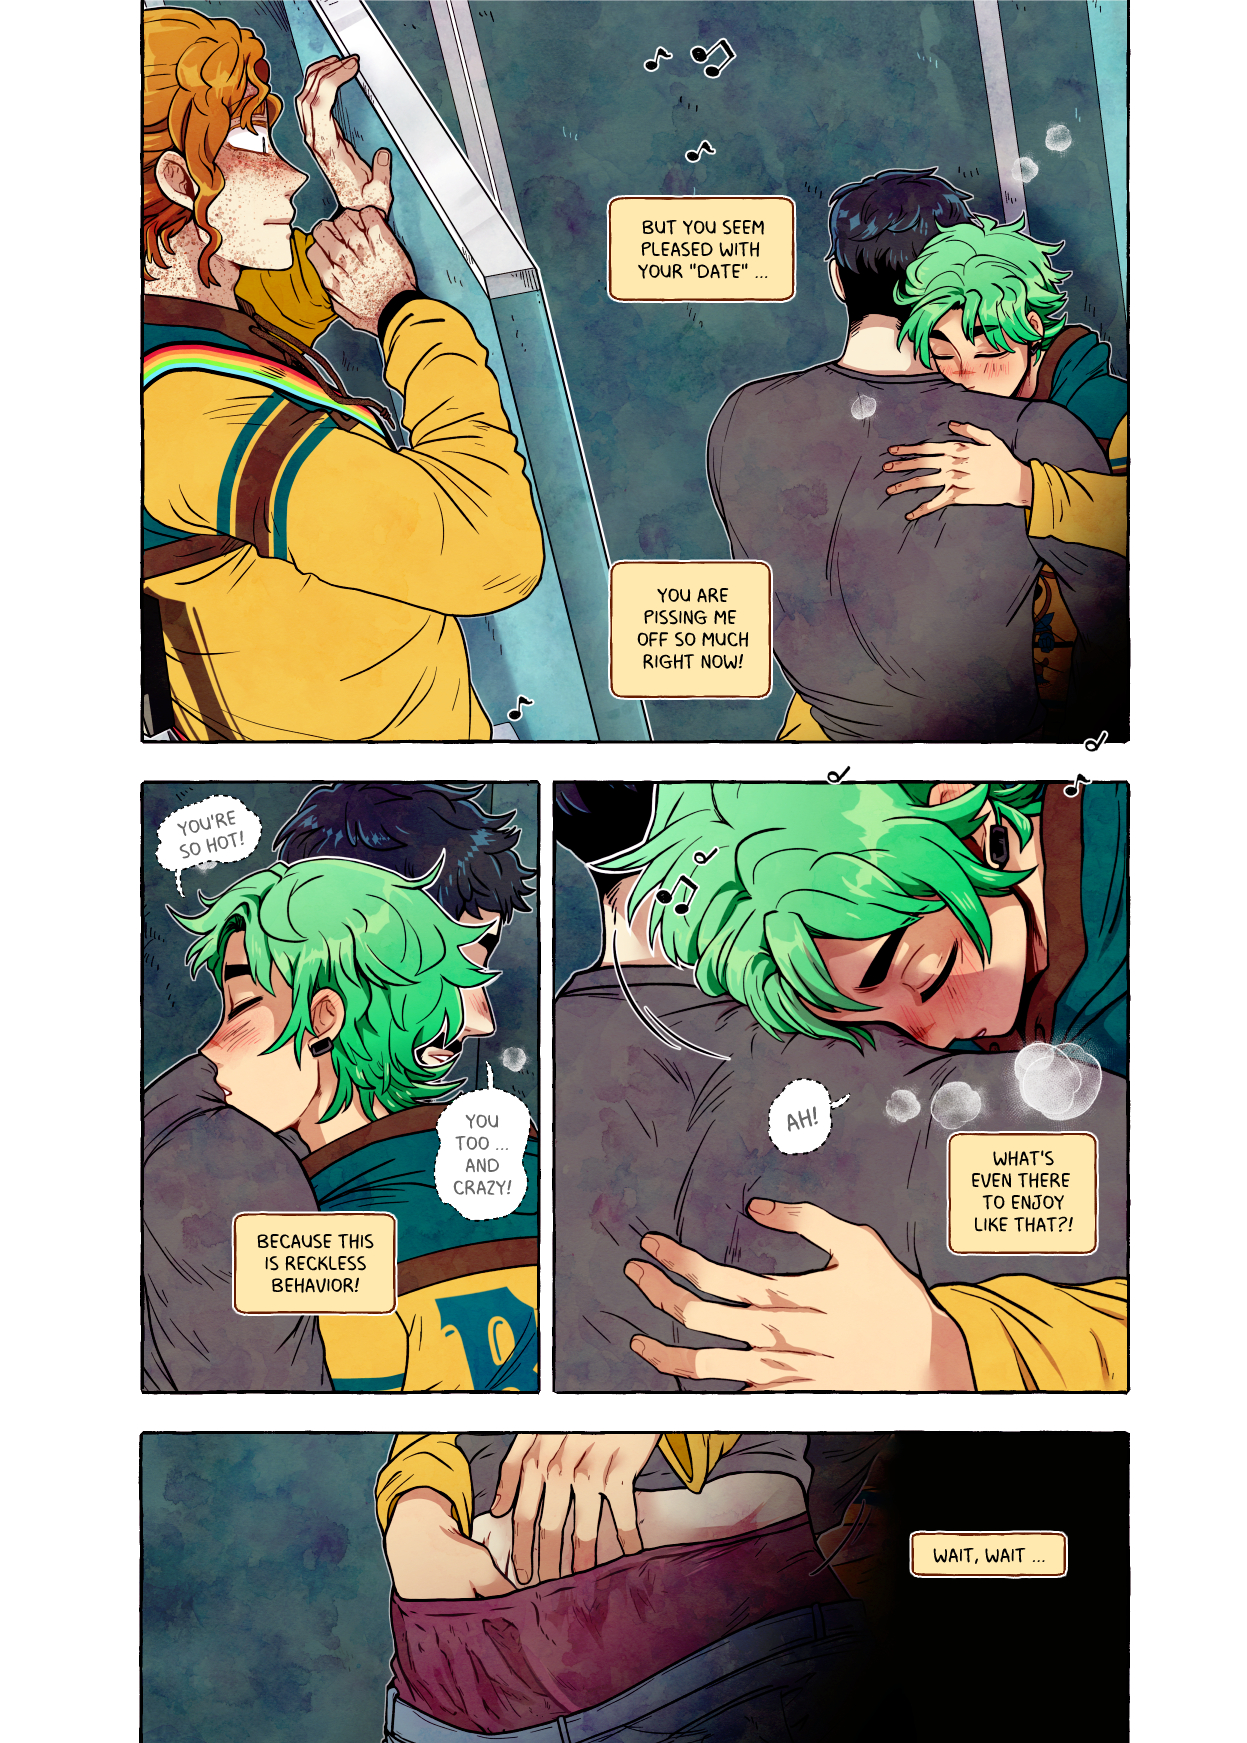 BUT YOU SEEM
PLEASED WITH
YOUR "DATE" ...
YOU ARE
PISSING ME
OFF SO MUCH
RIGHT NOW!
YOU'RE
SO HOT!
YOU
TOO ...
AND
CRAZY!
BECAUSE THIS
IS RECKLESS
BEHAVIOR!
AH!
WHAT'S
EVEN THERE
TO ENJOY
LIKE THAT?!
WAIT, WAIT ...